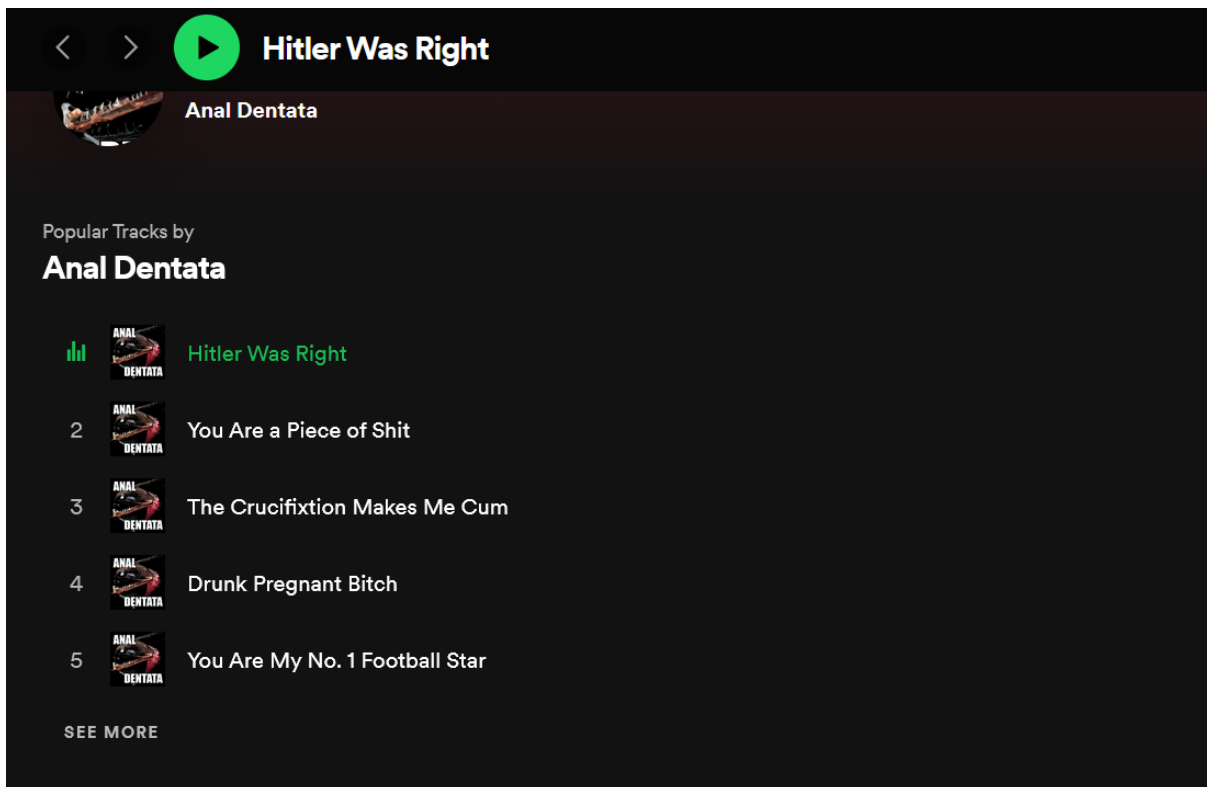 Hitler Was Right
Anal Dentata
Popular Tracks by
Anal Dentata
ANAL
DENTATA
Hitler Was Right
2
ANAL
DENTATA
You Are a Piece of Shit
3
ANAL
DENTATA
The Crucifixtion Makes Me Cum
4
ANAL
DENTATA
Drunk Pregnant Bitch
5
ANAL
DENTATA
You Are My No. 1 Football Star
SEE MORE